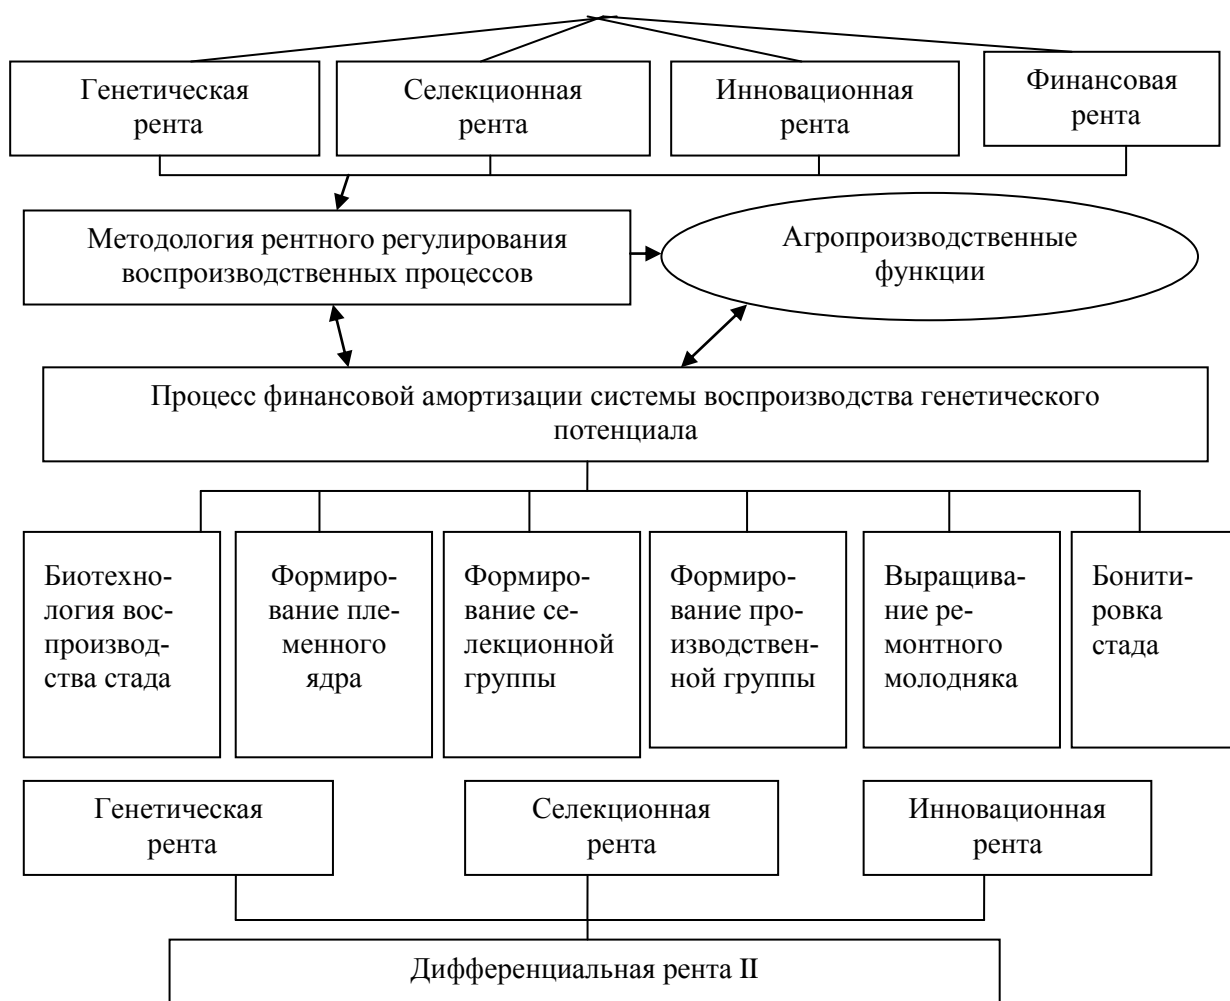 Генетическая
рента
Селекционная
рента
Инновационная
рента
Финансовая
рента
Методология рентного регулирования
воспроизводственных процессов
Агропроизводственные
функции
Процесс финансовой амортизации системы воспроизводства генетического
потенциала
Биотехно-
логия вос-
производ-
ства стада
Формиро-
вание пле-
менного
ядра
Формиро-
вание се-
лекционной
группы
Формиро-
вание про-
изводствен-
ной группы
Выращива-
ние ре-
монтного
молодняка
Бонити-
ровка
стада
Генетическая
рента
Селекционная
рента
Инновационная
рента
Дифференциальная рента II